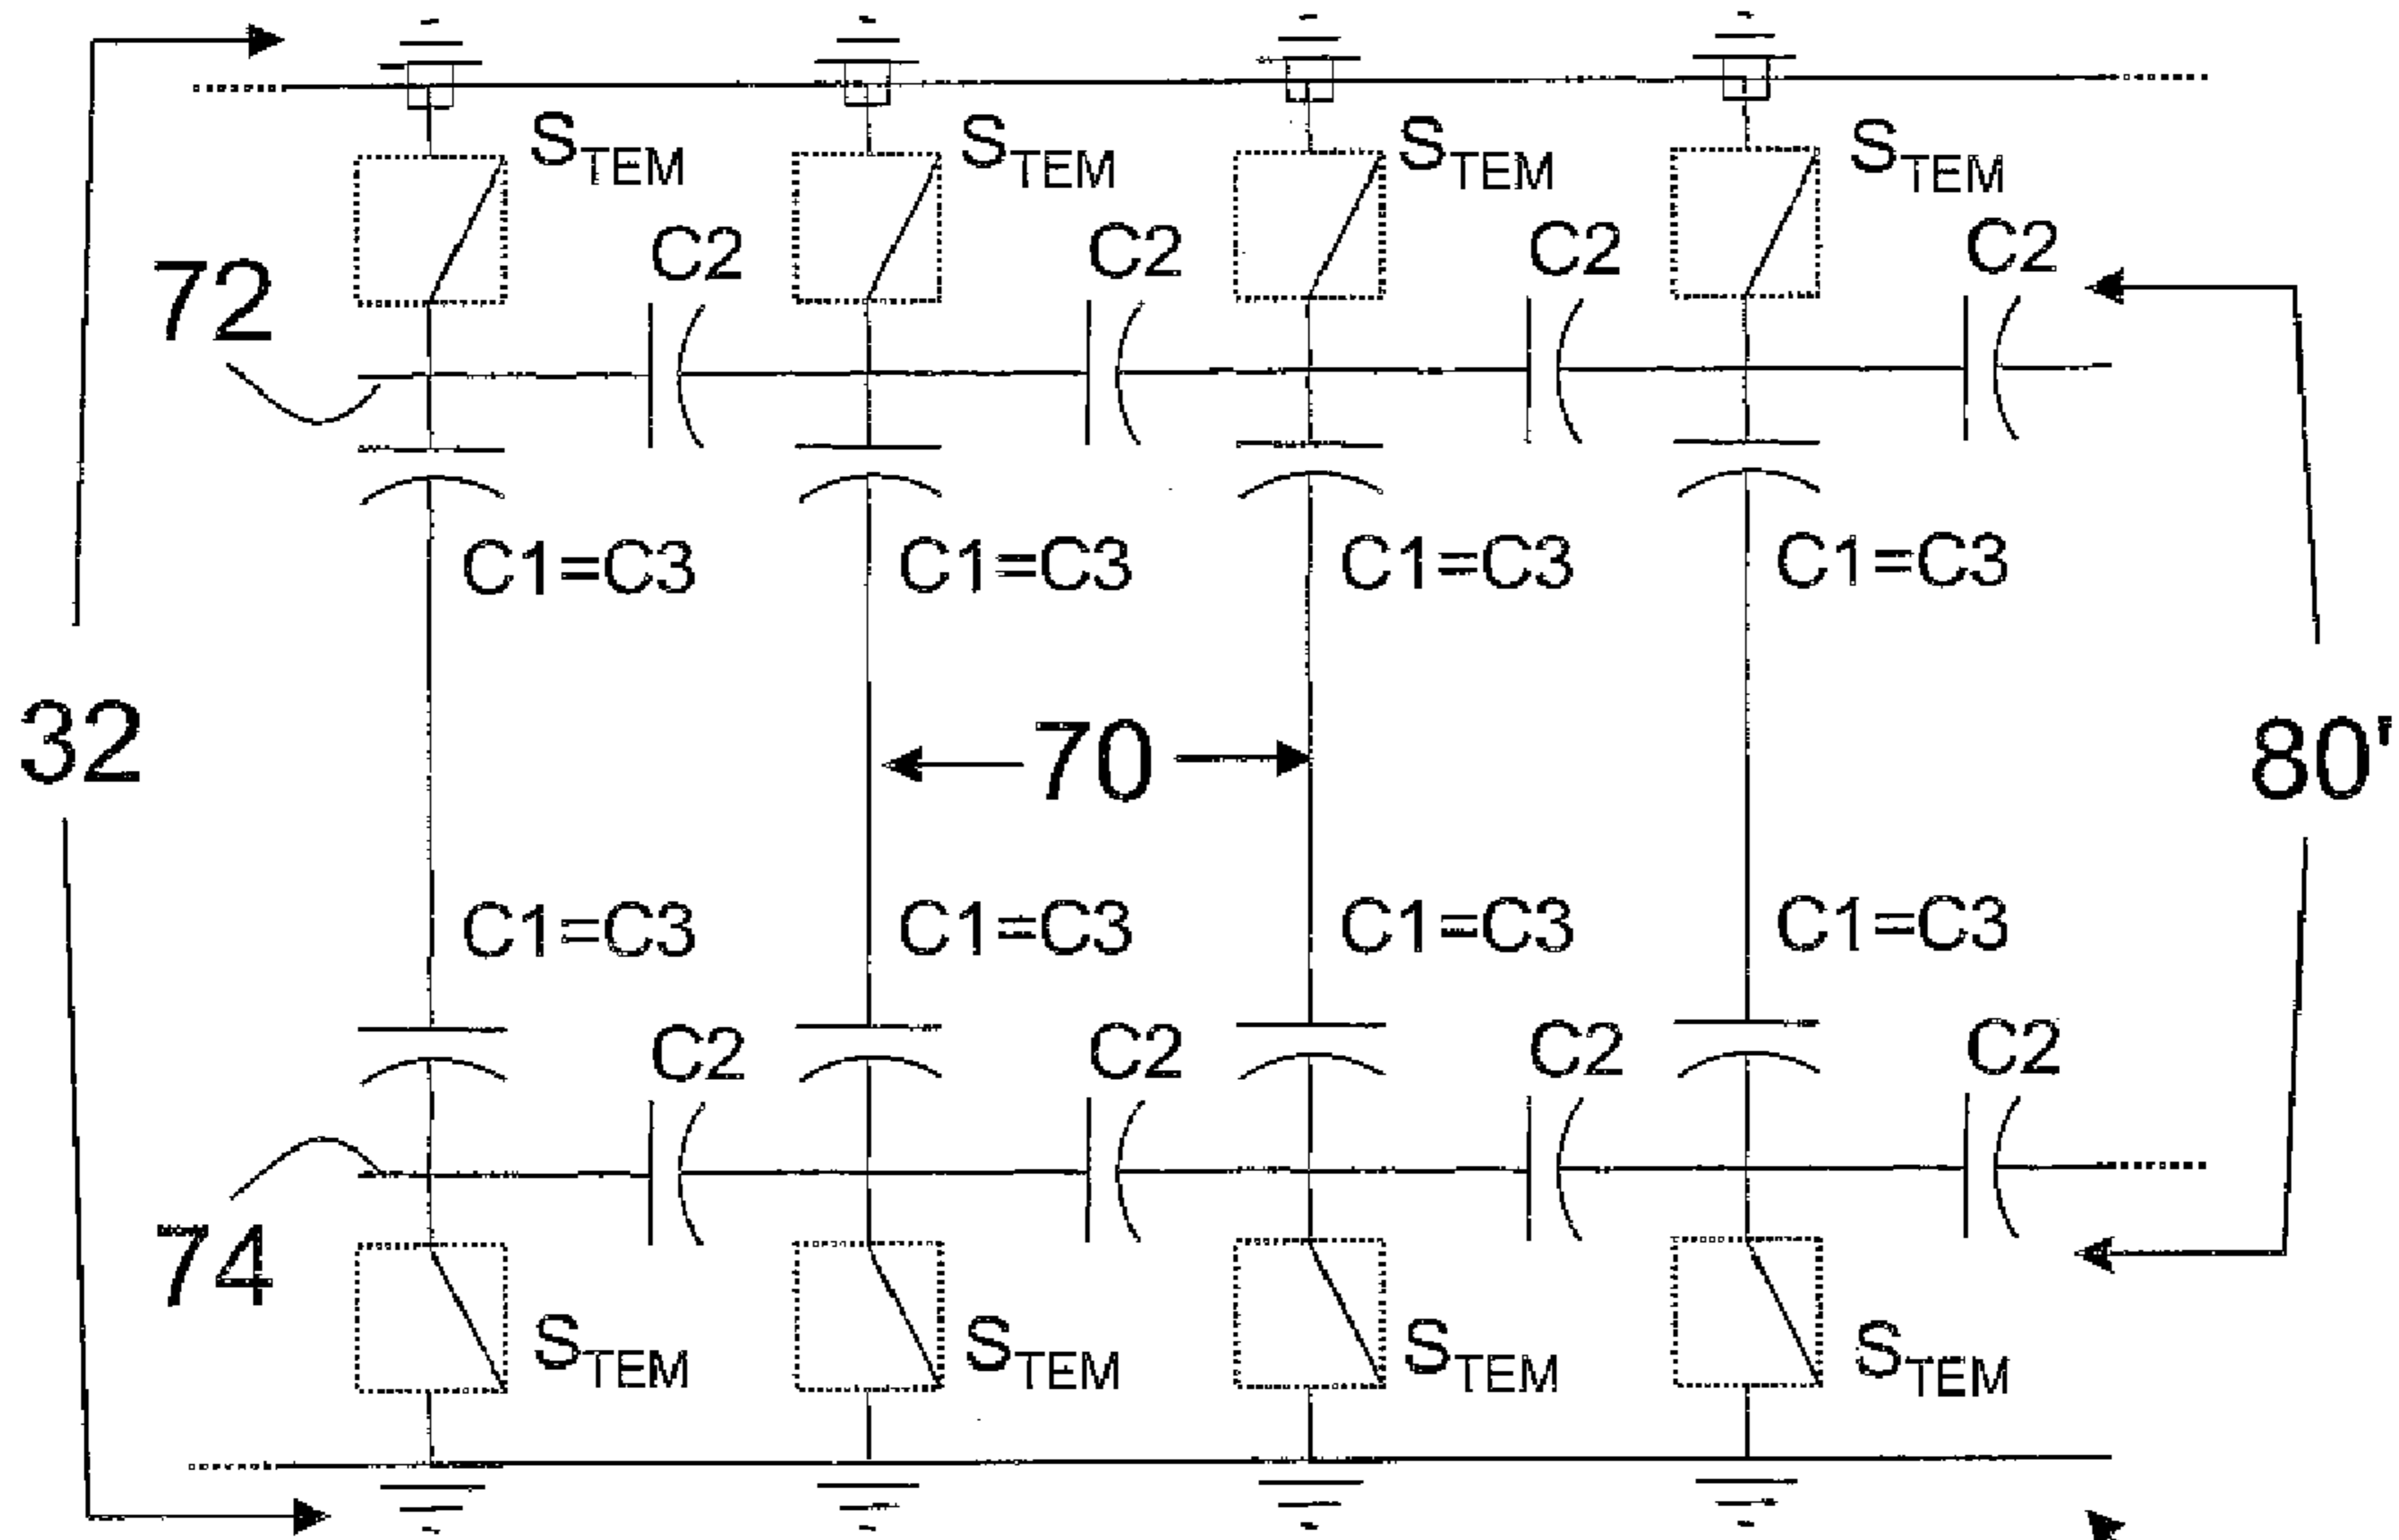 S_TEM S_TEM S_TEM S_TEM
C2 C2 C2 C2
72
C1=C3 C1=C3 C1=C3 C1=C3
32 70 80'
C1=C3 C1=C3 C1=C3 C1=C3
C2 C2 C2 C2
74
S_TEM S_TEM S_TEM S_TEM